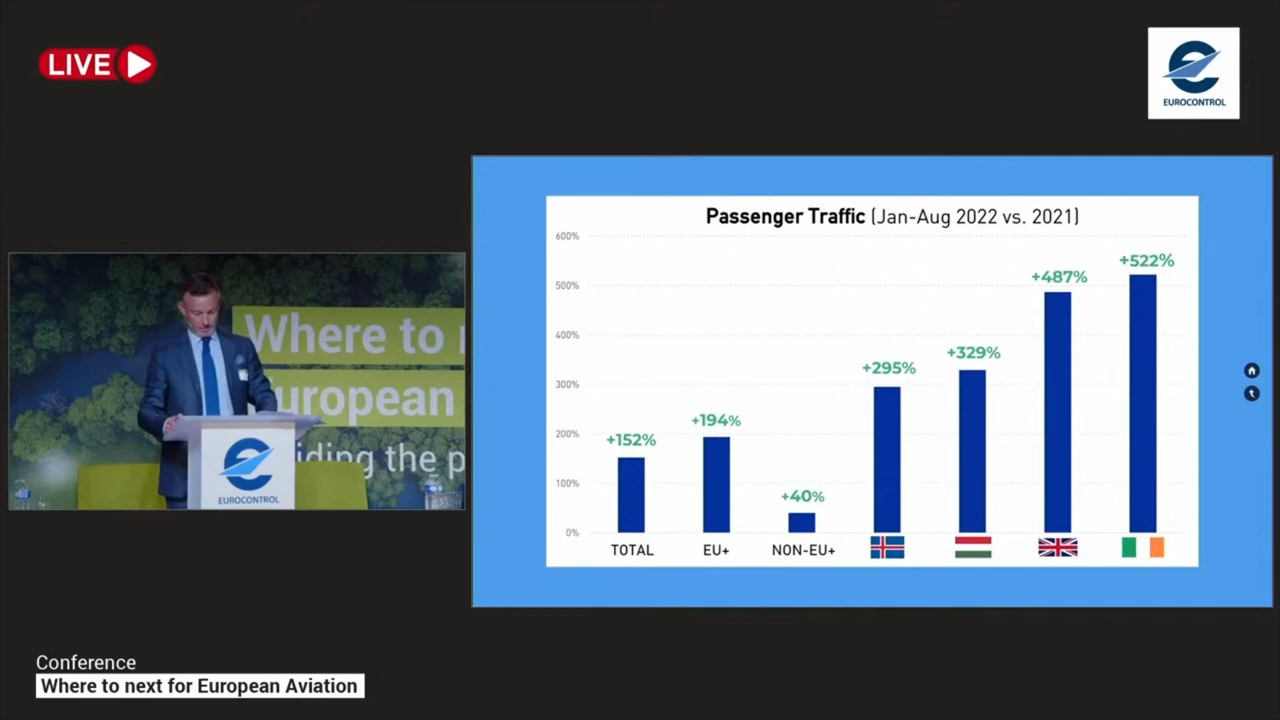 LIVE
EUROCONTROL
Passenger Traffic (Jan-Aug 2022 vs. 2021)
600%
500%
400%
300%
200%
100%
0%
+152%
+194%
+40%
+295%
+329%
+487%
+522%
TOTAL
EU+
NON-EU+
Where to
European
iding the p
EUROCONTROL
Conference
Where to next for European Aviation